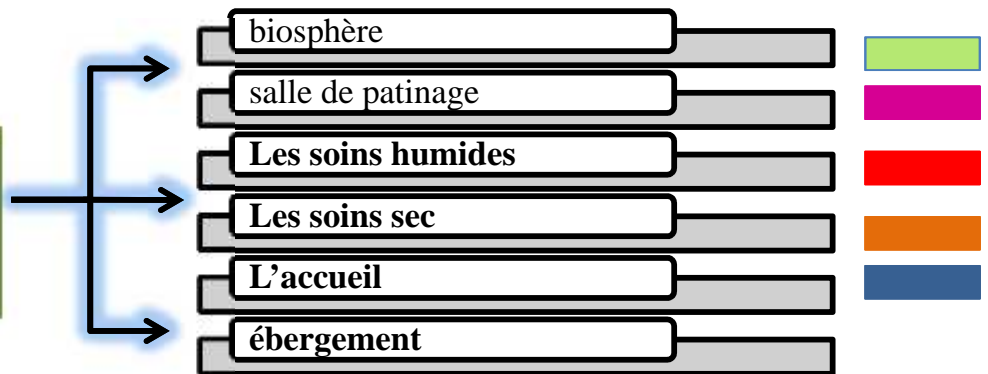 biosphère
salle de patinage
Les soins humides
Les soins sec
L’accueil
ébergement